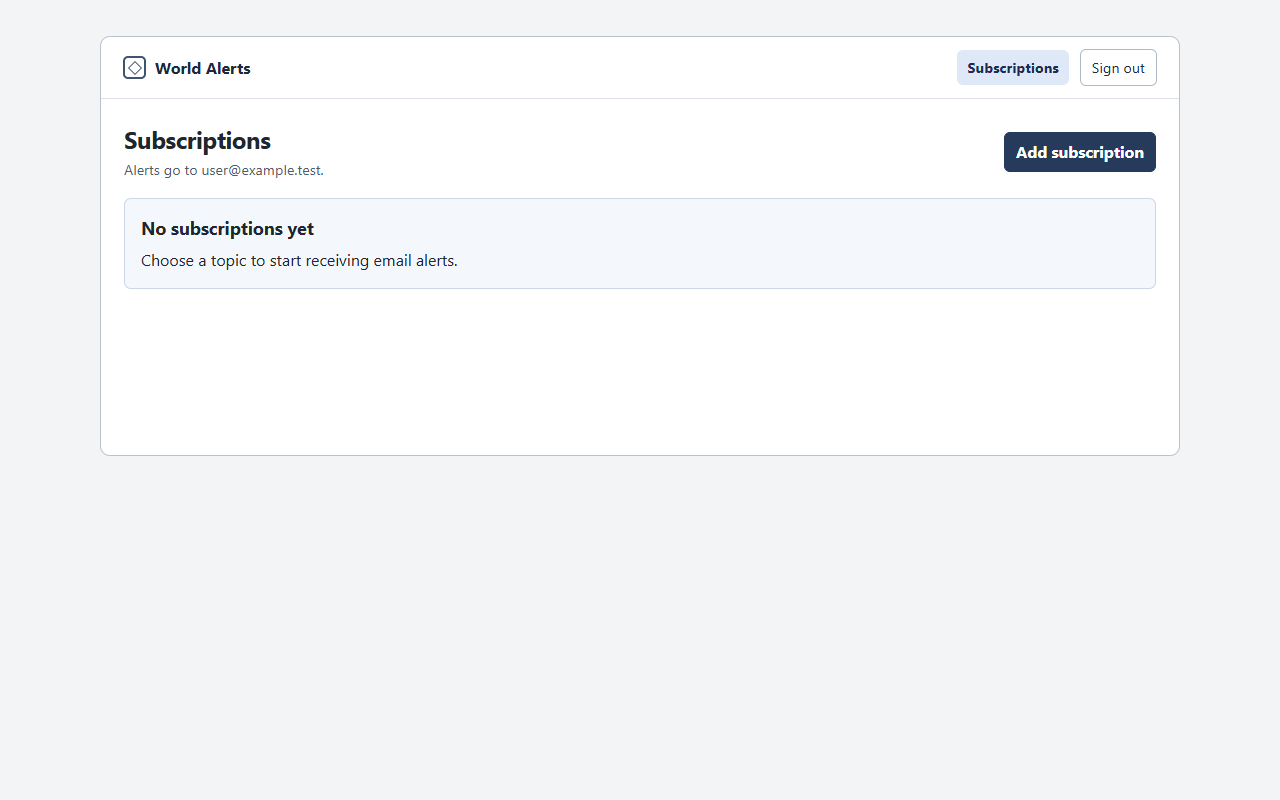 World Alerts
Subscriptions
Sign out
Subscriptions
Alerts go to user@example.test.
Add subscription
No subscriptions yet
Choose a topic to start receiving email alerts.